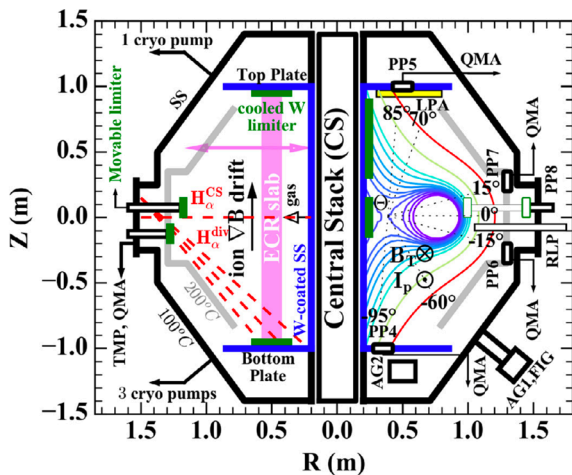 1 cryo pump
PP5
QMA
SS
Top Plate
LPA
cooled W
limiter
85°
70°
QMA
Movable limiter
PP7
PP8
H_α^CS
15°
Θ
gas
0°
H_α^div
-15°
RLP
ion ∇B drift
ECR slab
Central Stack (CS)
B_T
I_p
PP6
TMP, QMA
200°C
100°C
W-coated SS
-95°
-60°
PP4
QMA
Bottom
Plate
AG2
QMA
AG1,FIG
3 cryo pumps
Z (m)
1.5
1.0
0.5
0.0
-0.5
-1.0
-1.5
1.5 1.0 0.5 0.0 0.5 1.0 1.5
R (m)